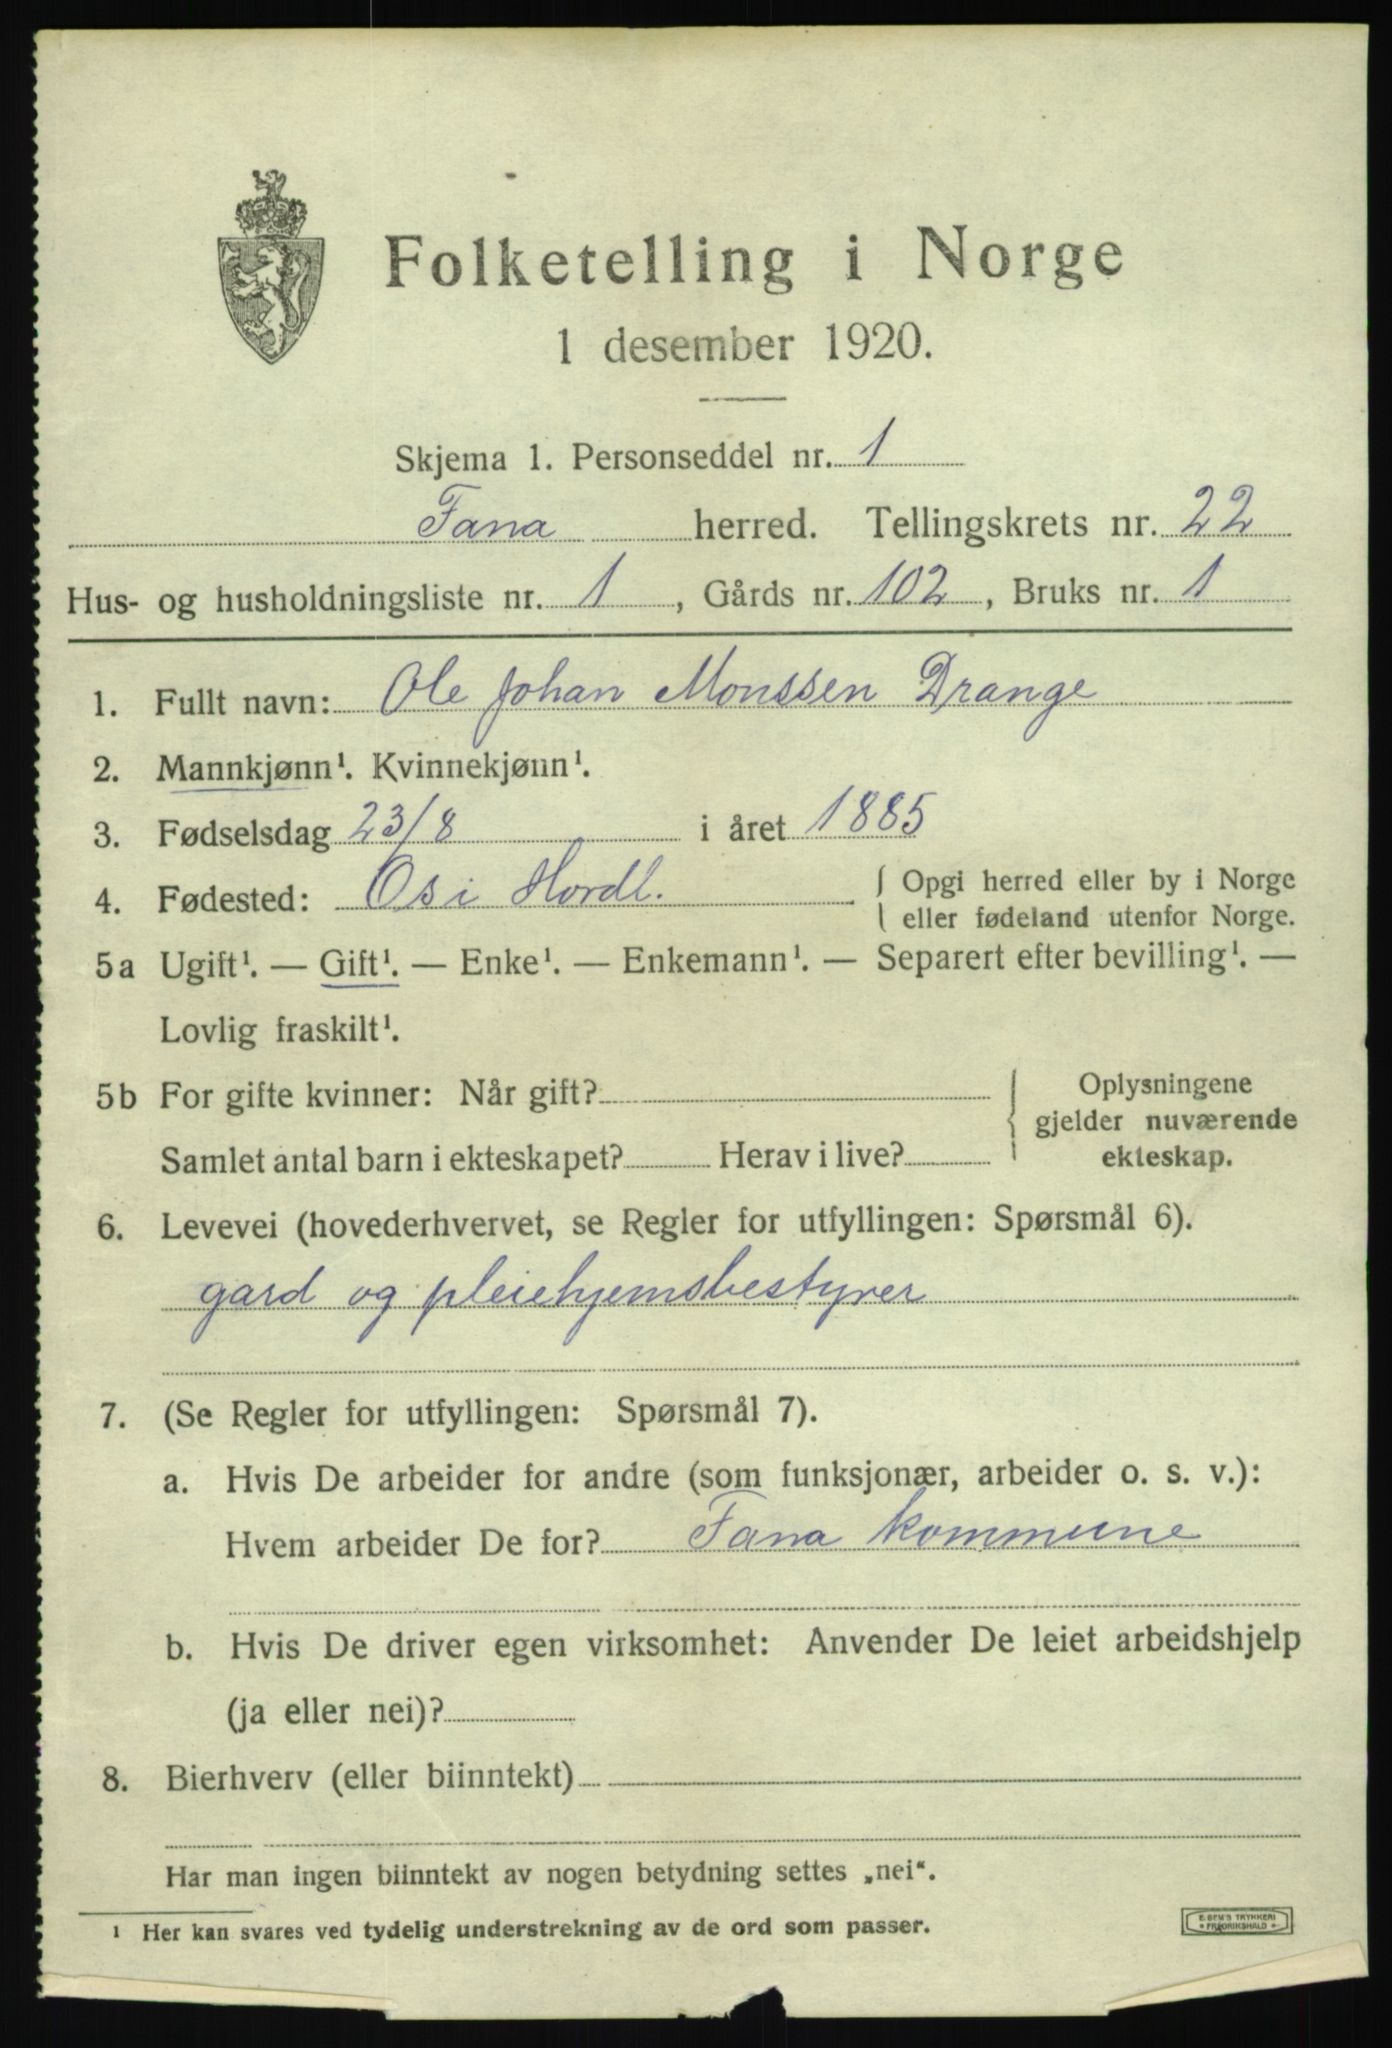 Folketelling i Norge
1 desember 1920.
Skjema 1. Personseddel nr. 1
Fana herred. Tellingskrets nr. 22
Hus- og husholdningsliste nr. 1, Gårds nr. 102, Bruks nr. 1
1. Fullt navn: Ole Johan Monssen Drange
2. Mannkjønn¹. Kvinnekjønn¹.
3. Fødselsdag 23/8 i året 1885
4. Fødested: Os i Hordl. { Opgi herred eller by i Norge
eller fødeland utenfor Norge.
5a Ugift¹. — Gift¹. — Enke¹. — Enkemann¹. — Separert efter bevilling¹. —
Lovlig fraskilt¹.
5b For gifte kvinner: Når gift?
Samlet antal barn i ekteskapet? Herav i live?
Oplysningene
gjelder nuværende
ekteskap.
6. Levevei (hovederhvervet, se Regler for utfyllingen: Spørsmål 6).
gard og pleiehjemsbestyrer
7. (Se Regler for utfyllingen: Spørsmål 7).
a. Hvis De arbeider for andre (som funksjonær, arbeider o. s. v.):
Hvem arbeider De for? Fana kommune
b. Hvis De driver egen virksomhet: Anvender De leiet arbeidshjelp
(ja eller nei)?
8. Bierhverv (eller biinntekt)
Har man ingen biinntekt av nogen betydning settes „nei“.
¹ Her kan svares ved tydelig understrekning av de ord som passer.
E. SEM'S TRYKKERI
* FREDRIKSHALD *